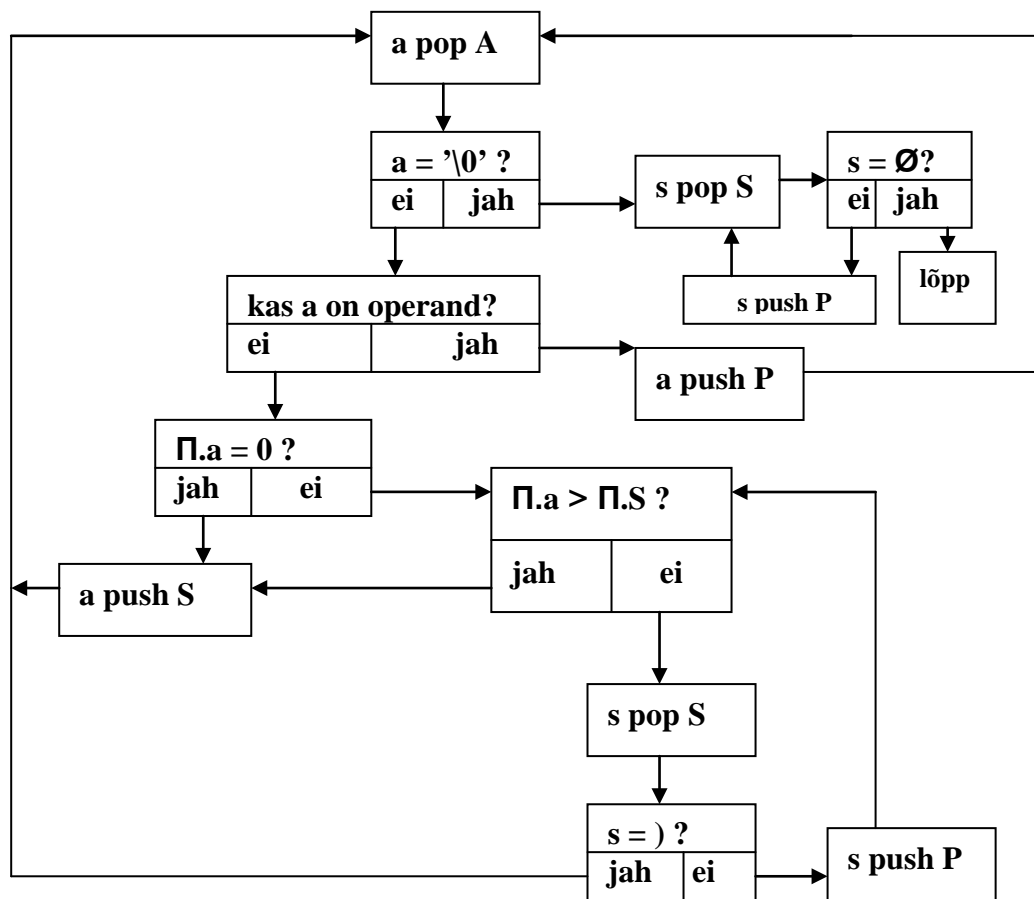 a pop A
a = ’\0’ ?
ei jah
s pop S
s = Ø?
ei jah
lõpp
s push P
kas a on operand?
ei jah
a push P
П.a = 0 ?
jah ei
П.a > П.S ?
jah ei
a push S
s pop S
s = ) ?
jah ei
s push P